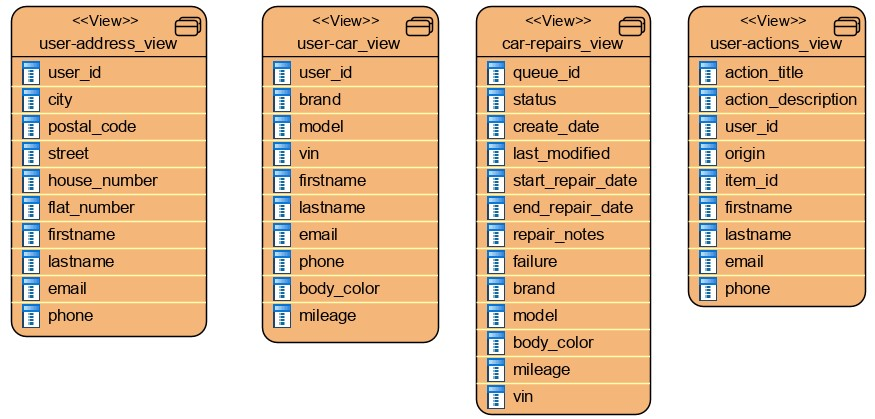 <<View>>
user-address_view
user_id
city
postal_code
street
house_number
flat_number
firstname
lastname
email
phone
<<View>>
user-car_view
user_id
brand
model
vin
firstname
lastname
email
phone
body_color
mileage
<<View>>
car-repairs_view
queue_id
status
create_date
last_modified
start_repair_date
end_repair_date
repair_notes
failure
brand
model
body_color
mileage
vin
<<View>>
user-actions_view
action_title
action_description
user_id
origin
item_id
firstname
lastname
email
phone